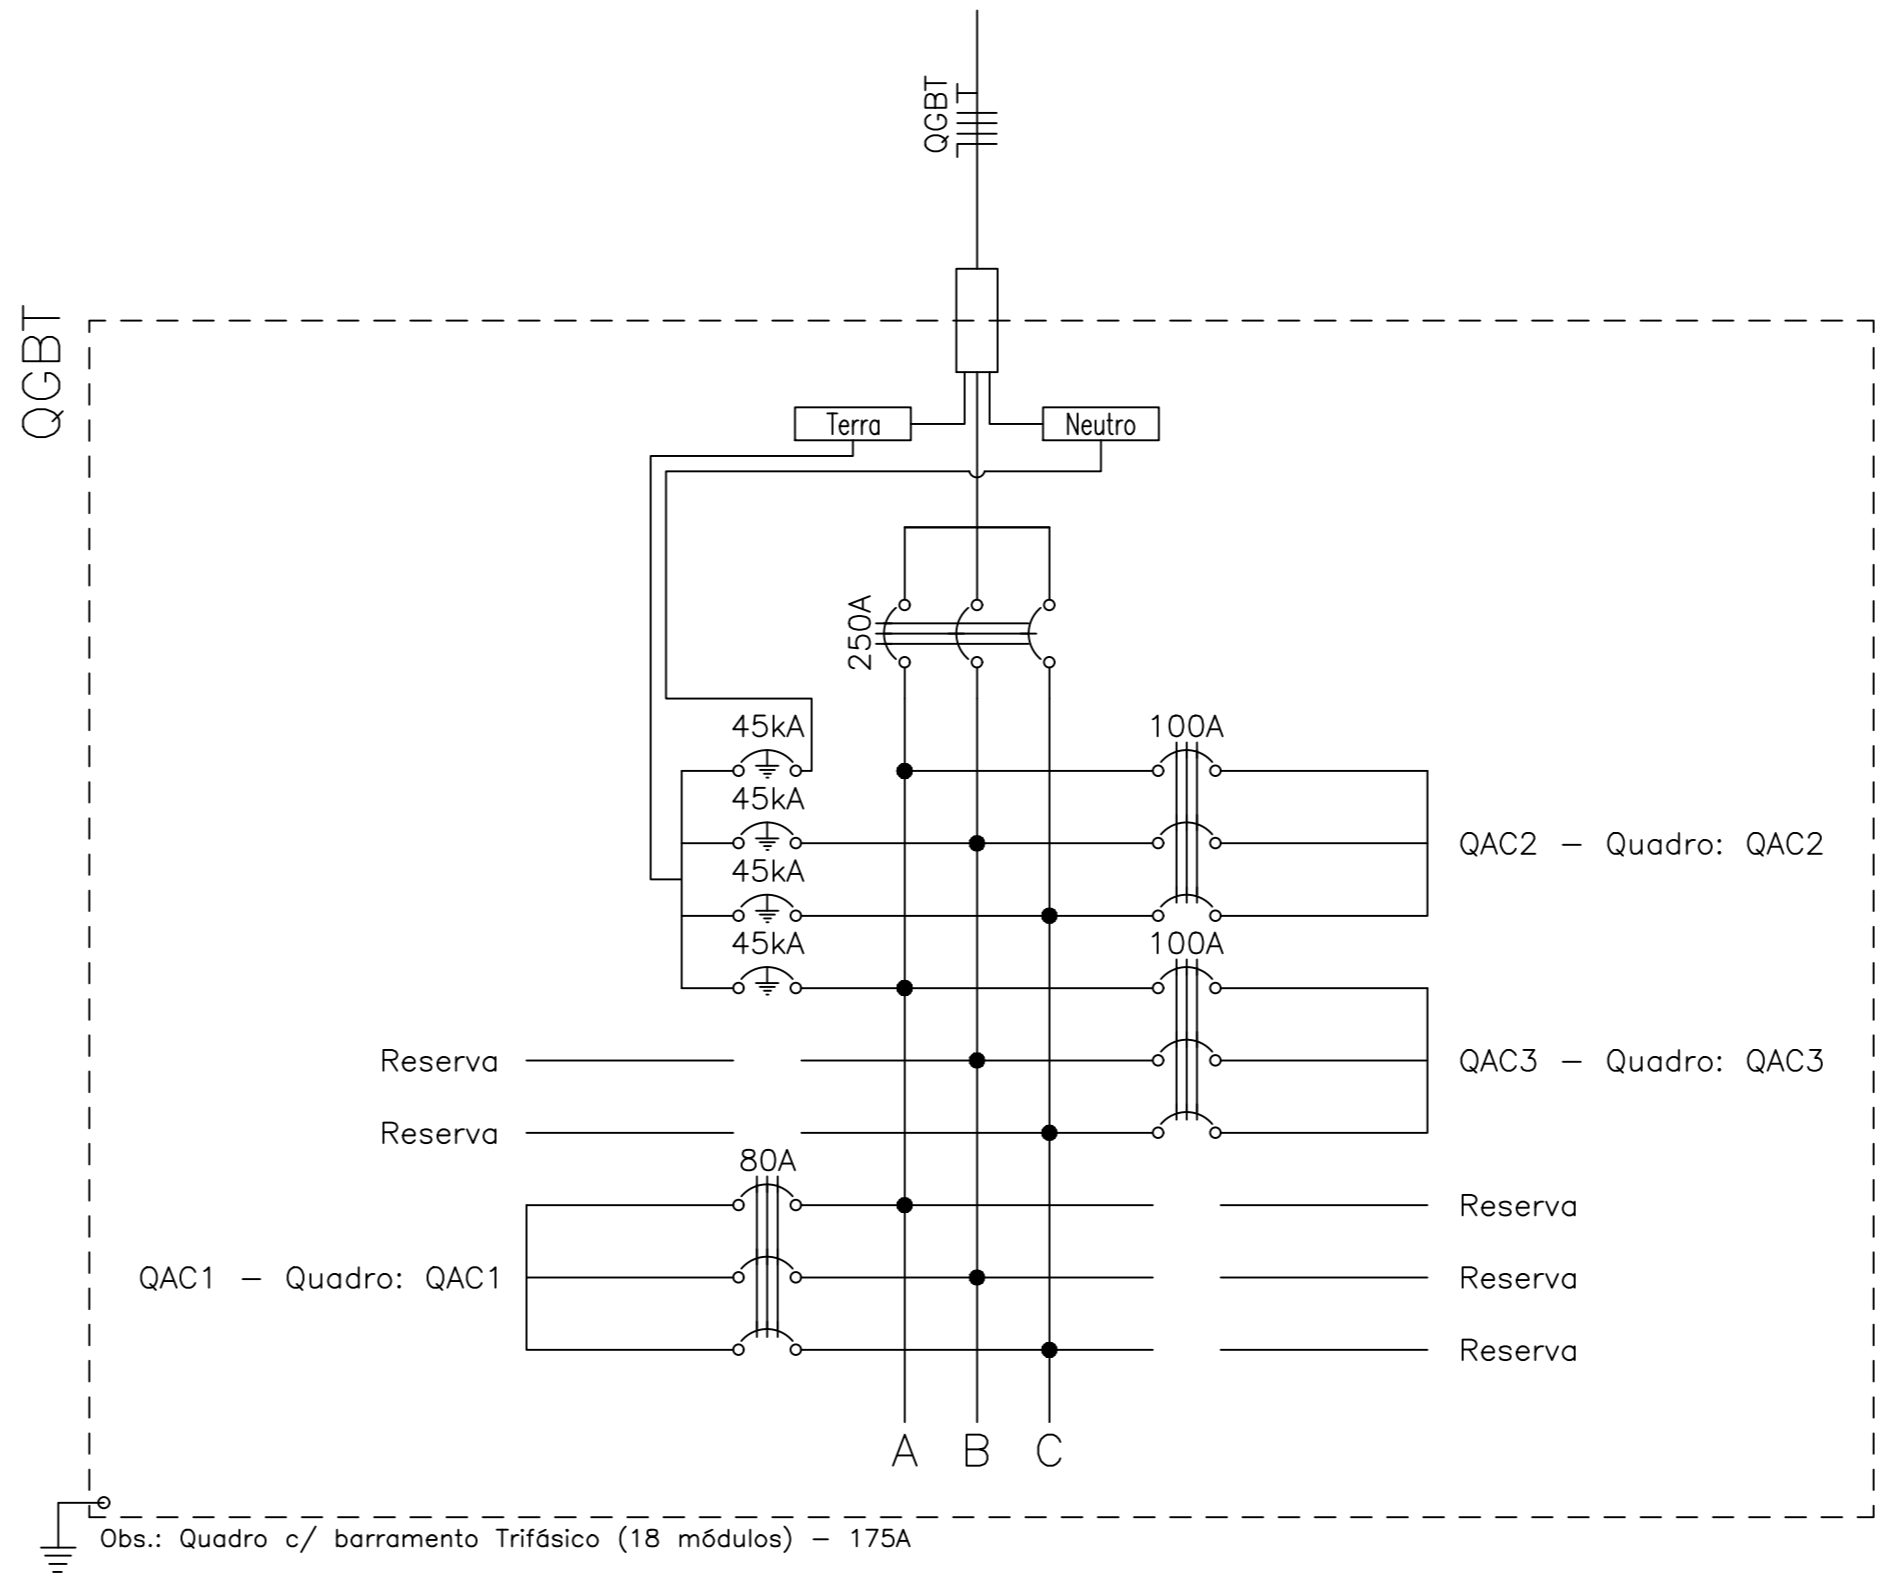 QGBT
QGBT
Terra
Neutro
250A
45kA
100A
45kA
QAC2 – Quadro: QAC2
45kA
45kA
100A
Reserva
QAC3 – Quadro: QAC3
Reserva
80A
Reserva
QAC1 – Quadro: QAC1
Reserva
Reserva
A B C
Obs.: Quadro c/ barramento Trifásico (18 módulos) – 175A